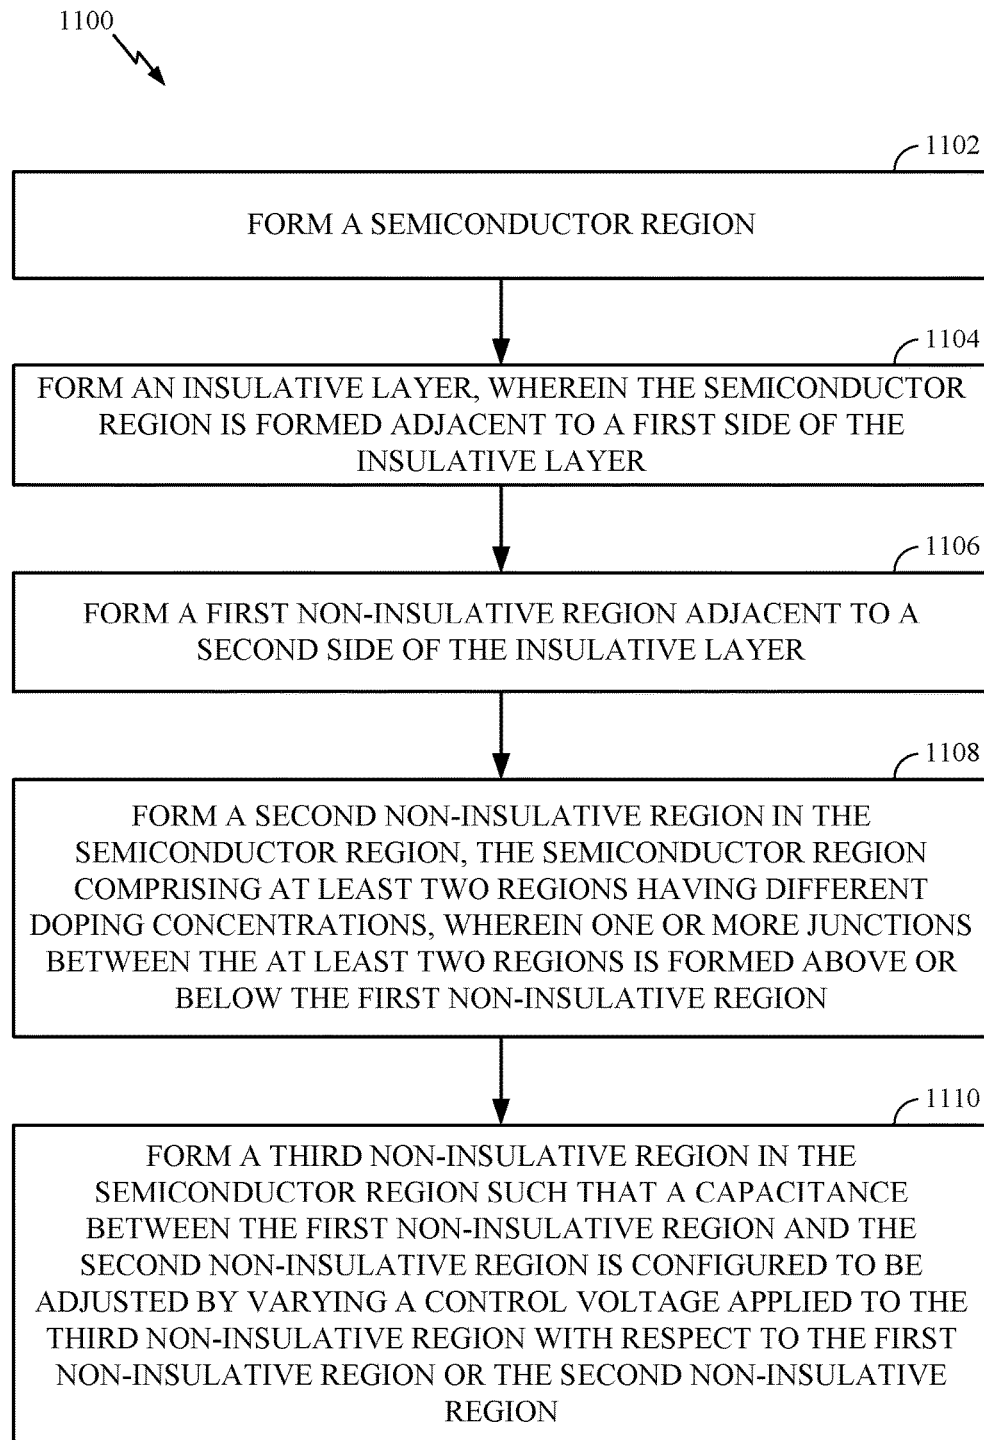 1100
1102
FORM A SEMICONDUCTOR REGION
1104
FORM AN INSULATIVE LAYER, WHEREIN THE SEMICONDUCTOR
REGION IS FORMED ADJACENT TO A FIRST SIDE OF THE
INSULATIVE LAYER
1106
FORM A FIRST NON-INSULATIVE REGION ADJACENT TO A
SECOND SIDE OF THE INSULATIVE LAYER
1108
FORM A SECOND NON-INSULATIVE REGION IN THE
SEMICONDUCTOR REGION, THE SEMICONDUCTOR REGION
COMPRISING AT LEAST TWO REGIONS HAVING DIFFERENT
DOPING CONCENTRATIONS, WHEREIN ONE OR MORE JUNCTIONS
BETWEEN THE AT LEAST TWO REGIONS IS FORMED ABOVE OR
BELOW THE FIRST NON-INSULATIVE REGION
1110
FORM A THIRD NON-INSULATIVE REGION IN THE
SEMICONDUCTOR REGION SUCH THAT A CAPACITANCE
BETWEEN THE FIRST NON-INSULATIVE REGION AND THE
SECOND NON-INSULATIVE REGION IS CONFIGURED TO BE
ADJUSTED BY VARYING A CONTROL VOLTAGE APPLIED TO THE
THIRD NON-INSULATIVE REGION WITH RESPECT TO THE FIRST
NON-INSULATIVE REGION OR THE SECOND NON-INSULATIVE
REGION